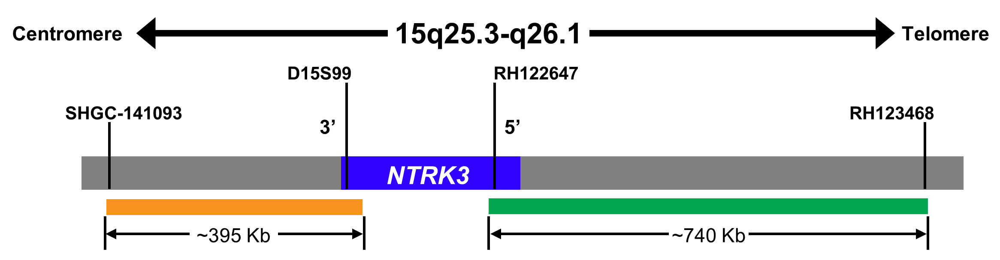 Centromere
15q25.3-q26.1
Telomere
D15S99
RH122647
SHGC-141093
RH123468
3’
5’
NTRK3
~395 Kb
~740 Kb